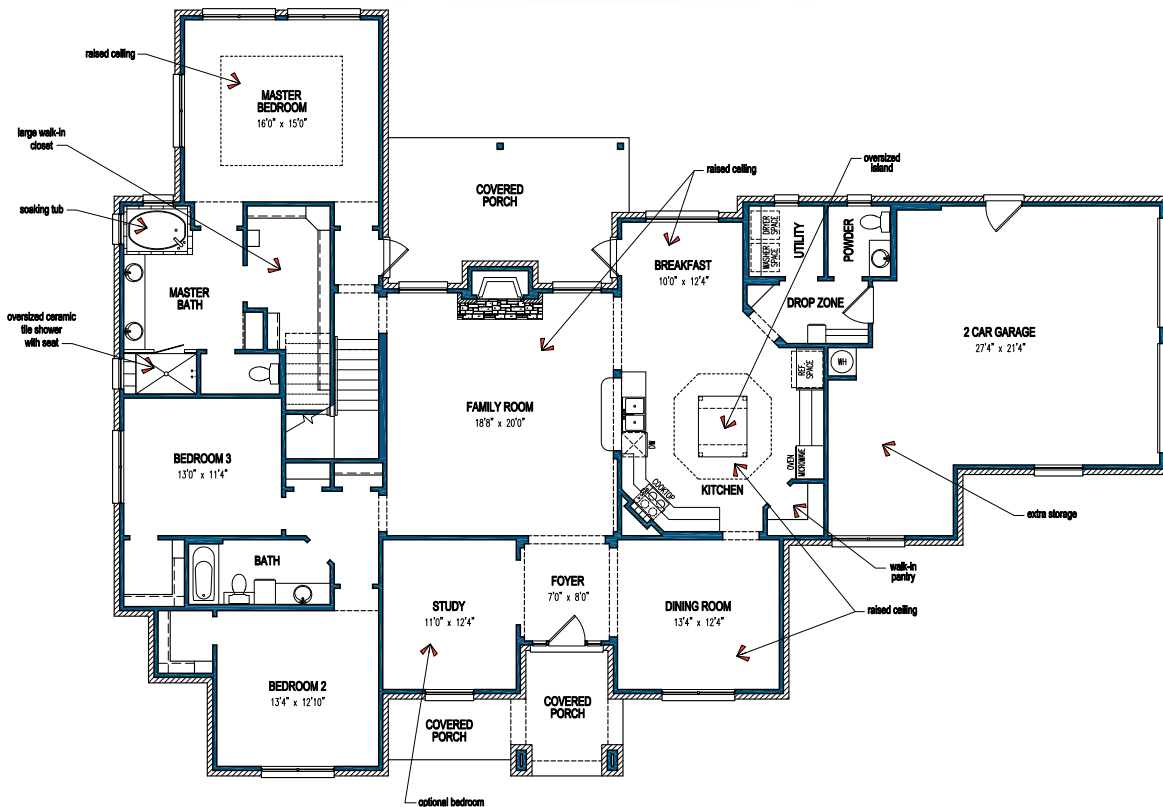 raised ceiling
MASTER
BEDROOM
16'0" x 15'0"
large walk-in
closet
soaking tub
MASTER
BATH
oversized ceramic
tile shower
with seat
COVERED
PORCH
raised ceiling
oversized
island
BREAKFAST
10'0" x 12'4"
WASHER
SPACE
DRYER
SPACE
UTILITY
POWDER
DROP ZONE
2 CAR GARAGE
27'4" x 21'4"
WH
REF.
SPACE
FAMILY ROOM
18'8" x 20'0"
DW
OVEN
MICROWAVE
COOKTOP
KITCHEN
BEDROOM 3
13'0" x 11'4"
extra storage
walk-in
pantry
raised ceiling
BATH
STUDY
11'0" x 12'4"
FOYER
7'0" x 8'0"
DINING ROOM
13'4" x 12'4"
BEDROOM 2
13'4" x 12'10"
COVERED
PORCH
COVERED
PORCH
optional bedroom